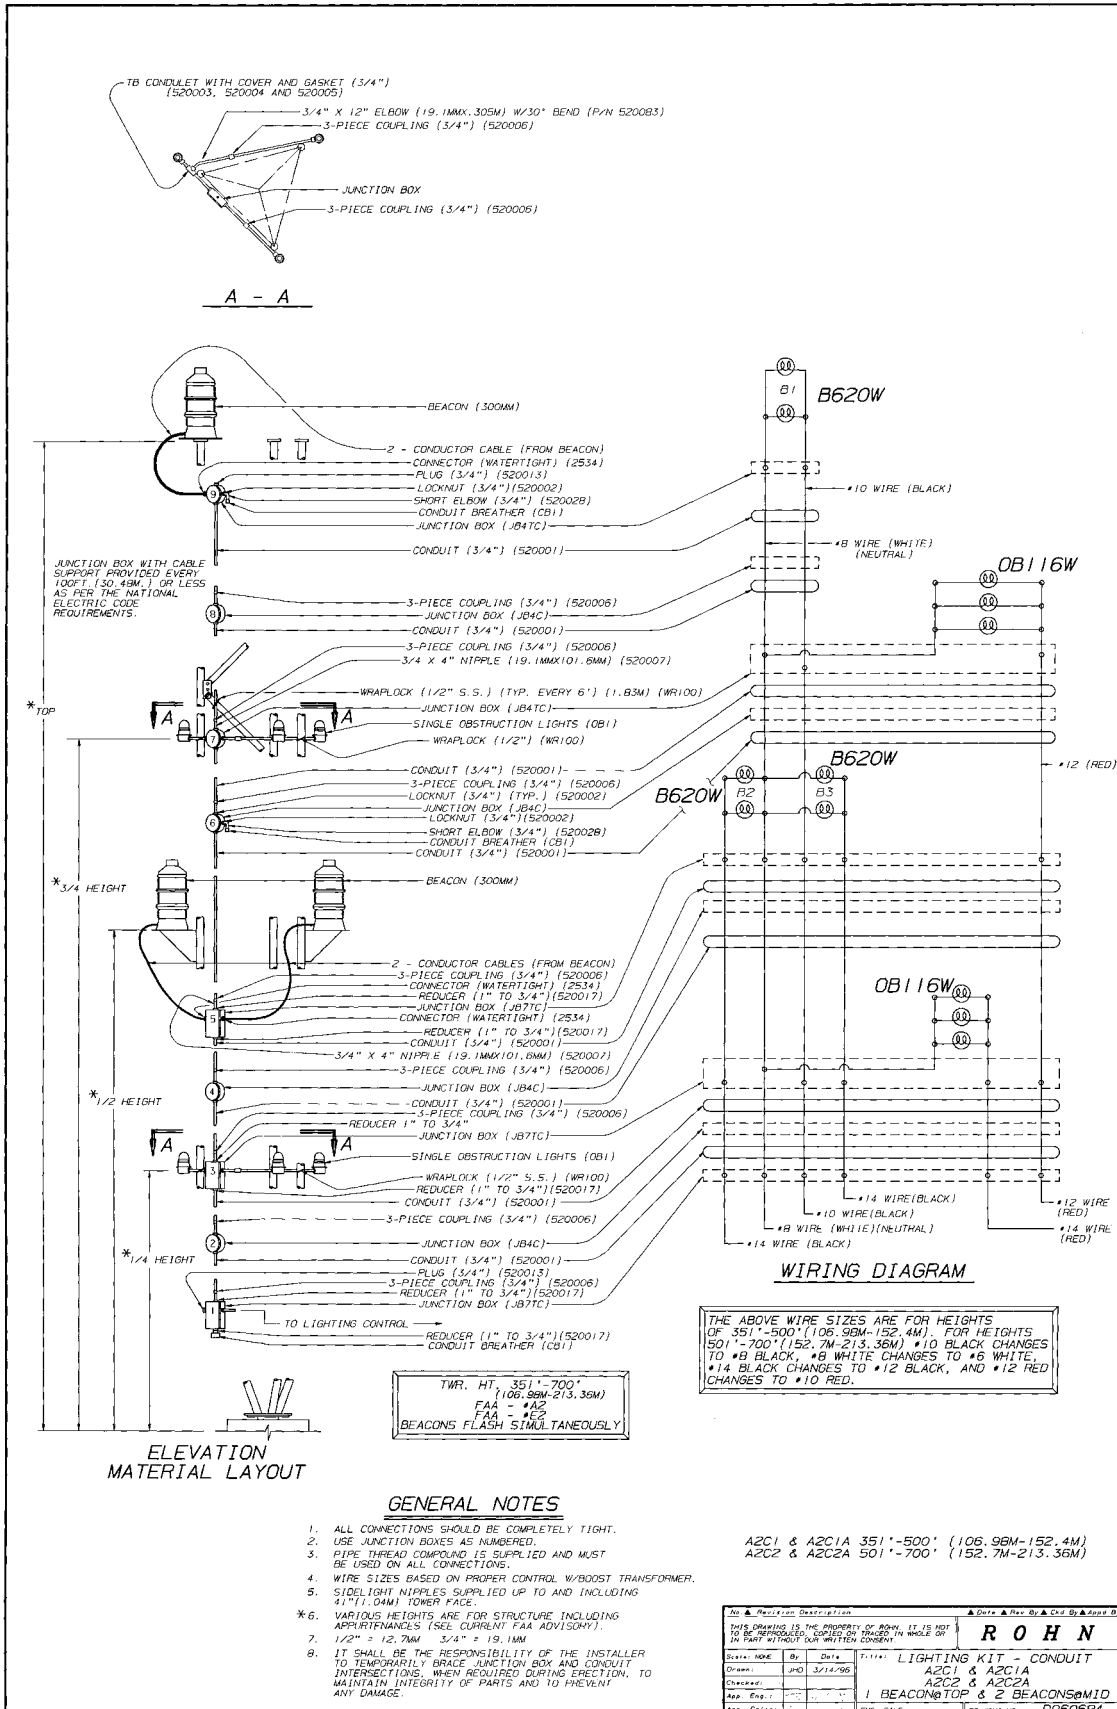 TB CONDULET WITH COVER AND GASKET (3/4")
(520003, 520004 AND 520005)
3/4" X 12" ELBOW (19.1MMX.305M) W/30° BEND (P/N 520083)
3-PIECE COUPLING (3/4") (520006)
JUNCTION BOX
3-PIECE COUPLING (3/4") (520006)
A - A
BEACON (300MM)
2 - CONDUCTOR CABLE (FROM BEACON)
CONNECTOR (WATERTIGHT) (2534)
PLUG (3/4") (520013)
LOCKNUT (3/4")(520002)
SHORT ELBOW (3/4") (520028)
CONDUIT BREATHER (CB1)
JUNCTION BOX (JB4TC)
CONDUIT (3/4") (520001)
9
JUNCTION BOX WITH CABLE
SUPPORT PROVIDED EVERY
100FT.(30.48M.) OR LESS
AS PER THE NATIONAL
ELECTRIC CODE
REQUIREMENTS.
3-PIECE COUPLING (3/4") (520006)
JUNCTION BOX (JB4C)
CONDUIT (3/4") (520001)
8
3-PIECE COUPLING (3/4") (520006)
3/4 X 4" NIPPLE (19.1MMX101.6MM) (520007)
WRAPLOCK (1/2" S.S.) (TYP. EVERY 6') (1.83M) (WR100)
JUNCTION BOX (JB4TC)
SINGLE OBSTRUCTION LIGHTS (OB1)
WRAPLOCK (1/2") (WR100)
A
A
7
*TOP
CONDUIT (3/4") (520001)
3-PIECE COUPLING (3/4") (520006)
LOCKNUT (3/4") (TYP.) (520002)
JUNCTION BOX (JB4C)
LOCKNUT (3/4")(520002)
SHORT ELBOW (3/4") (520028)
CONDUIT BREATHER (CB1)
CONDUIT (3/4") (520001)
6
BEACON (300MM)
*3/4 HEIGHT
2 - CONDUCTOR CABLES (FROM BEACON)
3-PIECE COUPLING (3/4") (520006)
CONNECTOR (WATERTIGHT) (2534)
REDUCER (1" TO 3/4")(520017)
JUNCTION BOX (JB7TC)
CONNECTOR (WATERTIGHT) (2534)
REDUCER (1" TO 3/4")(520017)
CONDUIT (3/4") (520001)
3/4" X 4" NIPPLE (19.1MMX101.6MM) (520007)
3-PIECE COUPLING (3/4") (520006)
5
JUNCTION BOX (JB4C)
4
*1/2 HEIGHT
CONDUIT (3/4") (520001)
3-PIECE COUPLING (3/4") (520006)
REDUCER 1" TO 3/4"
JUNCTION BOX (JB7TC)
A
A
SINGLE OBSTRUCTION LIGHTS (OB1)
3
WRAPLOCK (1/2" S.S.) (WR100)
REDUCER (1" TO 3/4")(520017)
CONDUIT (3/4") (520001)
3-PIECE COUPLING (3/4") (520006)
2
JUNCTION BOX (JB4C)
*1/4 HEIGHT
CONDUIT (3/4") (520001)
PLUG (3/4") (520013)
3-PIECE COUPLING (3/4") (520006)
REDUCER (1" TO 3/4")(520017)
JUNCTION BOX (JB7TC)
1
TO LIGHTING CONTROL
REDUCER (1" TO 3/4")(520017)
CONDUIT BREATHER (CB1)
TWR. HT. 351'-700'
(106.98M-213.36M)
FAA - #A2
FAA - #E2
BEACONS FLASH SIMULTANEOUSLY
ELEVATION
MATERIAL LAYOUT
B1
B620W
#10 WIRE (BLACK)
#8 WIRE (WHITE)
(NEUTRAL)
OB116W
#12 (RED)
B620W
B620W
B2
B3
OB116W
#14 WIRE(BLACK)
#10 WIRE(BLACK)
#8 WIRE (WHITE)(NEUTRAL)
#14 WIRE (BLACK)
#12 WIRE
(RED)
#14 WIRE
(RED)
WIRING DIAGRAM
THE ABOVE WIRE SIZES ARE FOR HEIGHTS
OF 351'-500'(106.98M-152.4M). FOR HEIGHTS
501'-700'(152.7M-213.36M) #10 BLACK CHANGES
TO #8 BLACK, #8 WHITE CHANGES TO #6 WHITE,
#14 BLACK CHANGES TO #12 BLACK, AND #12 RED
CHANGES TO #10 RED.
GENERAL NOTES
1. ALL CONNECTIONS SHOULD BE COMPLETELY TIGHT.
2. USE JUNCTION BOXES AS NUMBERED.
3. PIPE THREAD COMPOUND IS SUPPLIED AND MUST
BE USED ON ALL CONNECTIONS.
4. WIRE SIZES BASED ON PROPER CONTROL W/BOOST TRANSFORMER.
5. SIDELIGHT NIPPLES SUPPLIED UP TO AND INCLUDING
41"(1.04M) TOWER FACE.
*6. VARIOUS HEIGHTS ARE FOR STRUCTURE INCLUDING
APPURTENANCES (SEE CURRENT FAA ADVISORY).
7. 1/2" = 12.7MM 3/4" = 19.1MM
8. IT SHALL BE THE RESPONSIBILITY OF THE INSTALLER
TO TEMPORARILY BRACE JUNCTION BOX AND CONDUIT
INTERSECTIONS, WHEN REQUIRED DURING ERECTION, TO
MAINTAIN INTEGRITY OF PARTS AND TO PREVENT
ANY DAMAGE.
A2C1 & A2C1A 351'-500' (106.98M-152.4M)
A2C2 & A2C2A 501'-700' (152.7M-213.36M)
No.▲ Revision Description ▲Date▲Rev By▲Ckd By▲Appd By
THIS DRAWING IS THE PROPERTY OF ROHN. IT IS NOT
TO BE REPRODUCED, COPIED OR TRACED IN WHOLE OR
IN PART WITHOUT OUR WRITTEN CONSENT.
ROHN
Scale: NONE By Date
Drawn: JHD 3/14/96
Checked:
App. Eng.:
Title: LIGHTING KIT - CONDUIT
A2C1 & A2C1A
A2C2 & A2C2A
1 BEACON@TOP & 2 BEACONS@MID